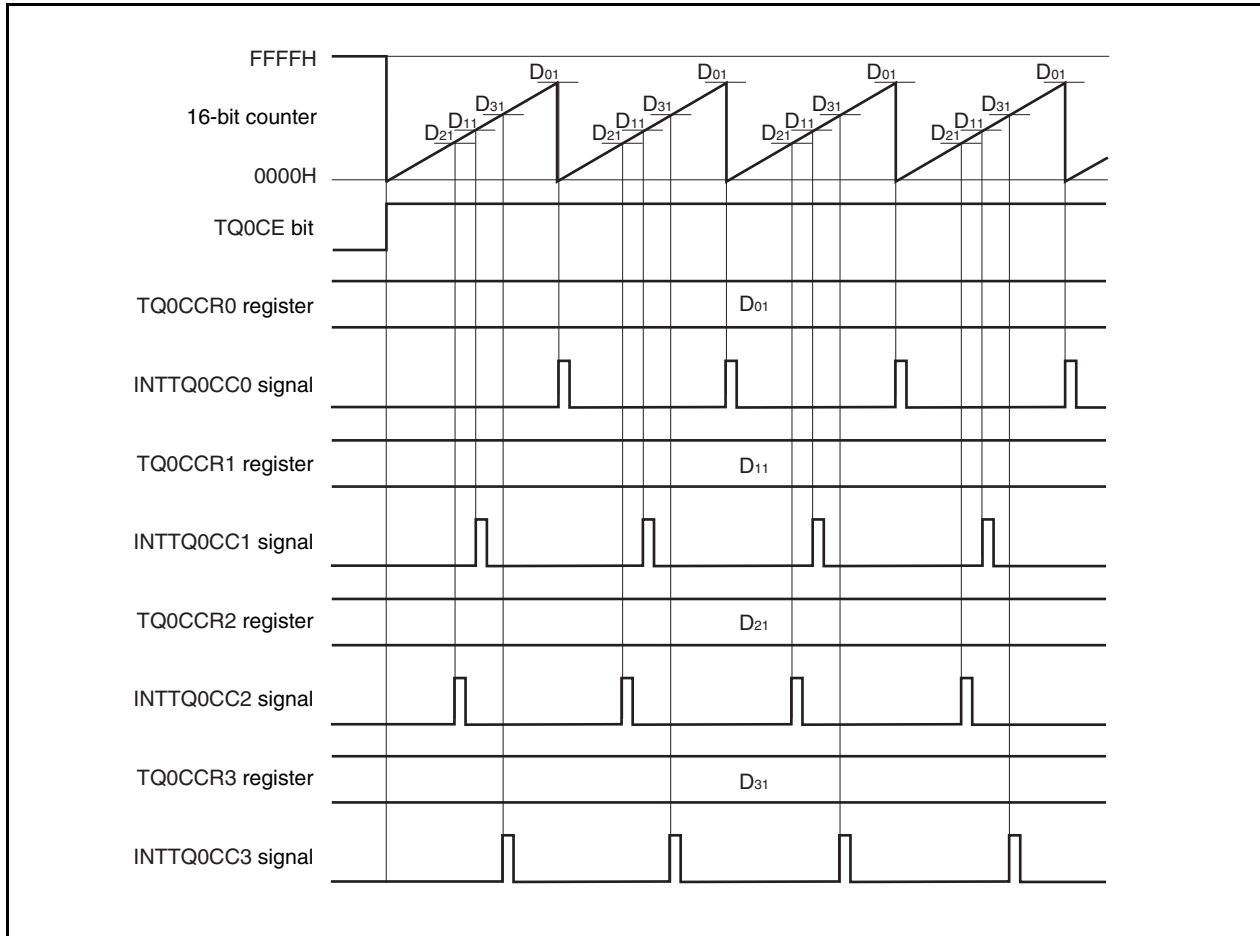 FFFFH
D01 D01 D01 D01
16-bit counter
D31 D31 D31 D31
D11 D11 D11 D11
D21 D21 D21 D21
0000H
TQ0CE bit
TQ0CCR0 register D01
INTTQ0CC0 signal
TQ0CCR1 register D11
INTTQ0CC1 signal
TQ0CCR2 register D21
INTTQ0CC2 signal
TQ0CCR3 register D31
INTTQ0CC3 signal